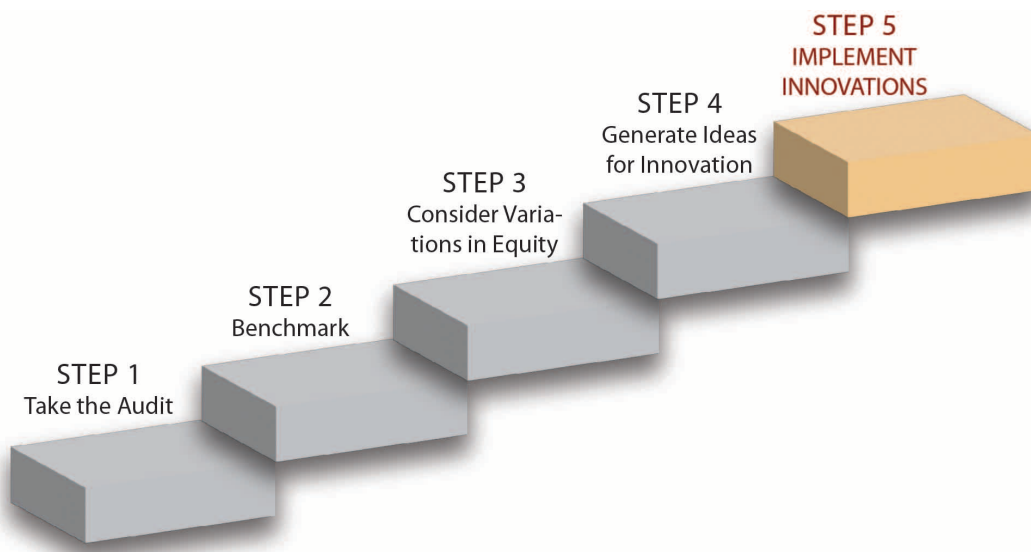 STEP 1
Take the Audit
STEP 2
Benchmark
STEP 3
Consider Varia-
tions in Equity
STEP 4
Generate Ideas
for Innovation
STEP 5
IMPLEMENT
INNOVATIONS